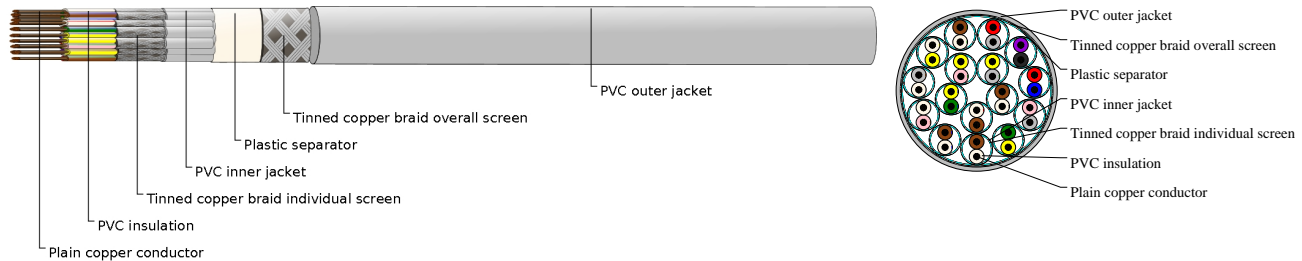 PVC outer jacket
Tinned copper braid overall screen
Plastic separator
PVC inner jacket
Tinned copper braid individual screen
PVC insulation
Plain copper conductor
PVC outer jacket
Tinned copper braid overall screen
Plastic separator
PVC inner jacket
Tinned copper braid individual screen
PVC insulation
Plain copper conductor